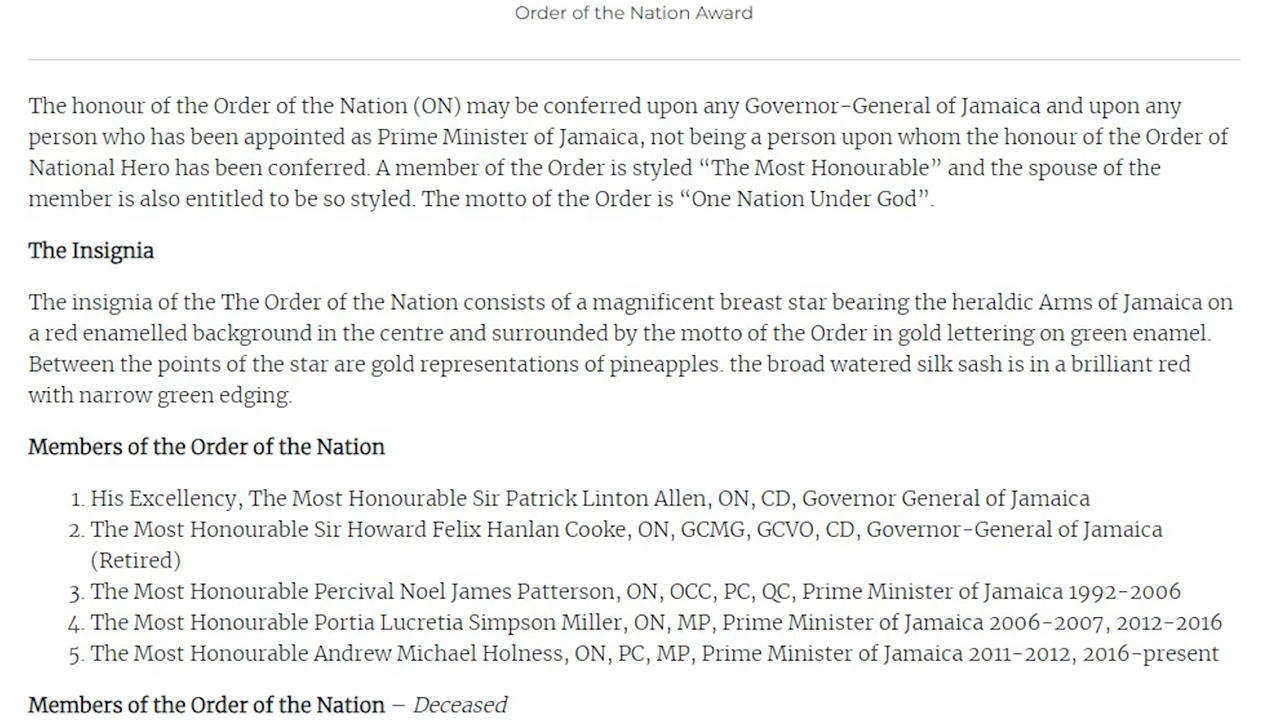 Order of the Nation Award
The honour of the Order of the Nation (ON) may be conferred upon any Governor-General of Jamaica and upon any
person who has been appointed as Prime Minister of Jamaica, not being a person upon whom the honour of the Order of
National Hero has been conferred. A member of the Order is styled “The Most Honourable” and the spouse of the
member is also entitled to be so styled. The motto of the Order is “One Nation Under God”.
The Insignia
The insignia of the The Order of the Nation consists of a magnificent breast star bearing the heraldic Arms of Jamaica on
a red enamelled background in the centre and surrounded by the motto of the Order in gold lettering on green enamel.
Between the points of the star are gold representations of pineapples. the broad watered silk sash is in a brilliant red
with narrow green edging.
Members of the Order of the Nation
1. His Excellency, The Most Honourable Sir Patrick Linton Allen, ON, CD, Governor General of Jamaica
2. The Most Honourable Sir Howard Felix Hanlan Cooke, ON, GCMG, GCVO, CD, Governor-General of Jamaica
(Retired)
3. The Most Honourable Percival Noel James Patterson, ON, OCC, PC, QC, Prime Minister of Jamaica 1992-2006
4. The Most Honourable Portia Lucretia Simpson Miller, ON, MP, Prime Minister of Jamaica 2006-2007, 2012-2016
5. The Most Honourable Andrew Michael Holness, ON, PC, MP, Prime Minister of Jamaica 2011-2012, 2016-present
Members of the Order of the Nation – Deceased